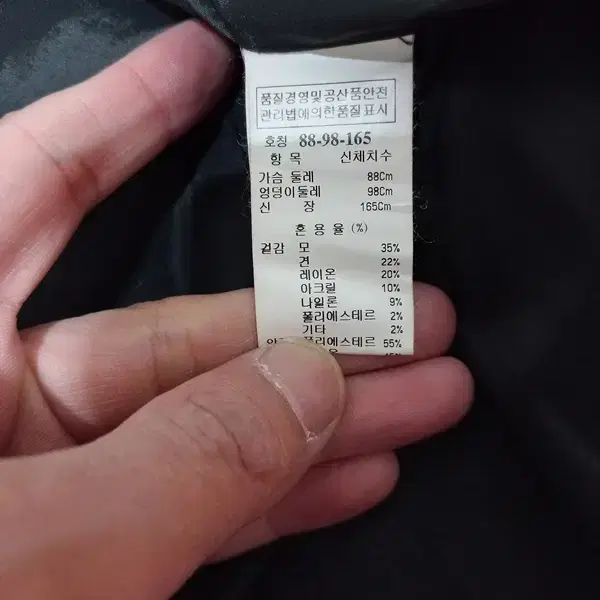 품질경영및공산품안전
관리법에의한품질표시
호칭 88-98-165
항 목 신체치수
가슴 둘레 88Cm
엉덩이둘레 98Cm
신 장 165Cm
혼 용 율 (%)
겉감 모 35%
견 22%
레이온 20%
아크릴 10%
나일론 9%
폴리에스테르 2%
기타 2%
폴리에스테르 55%